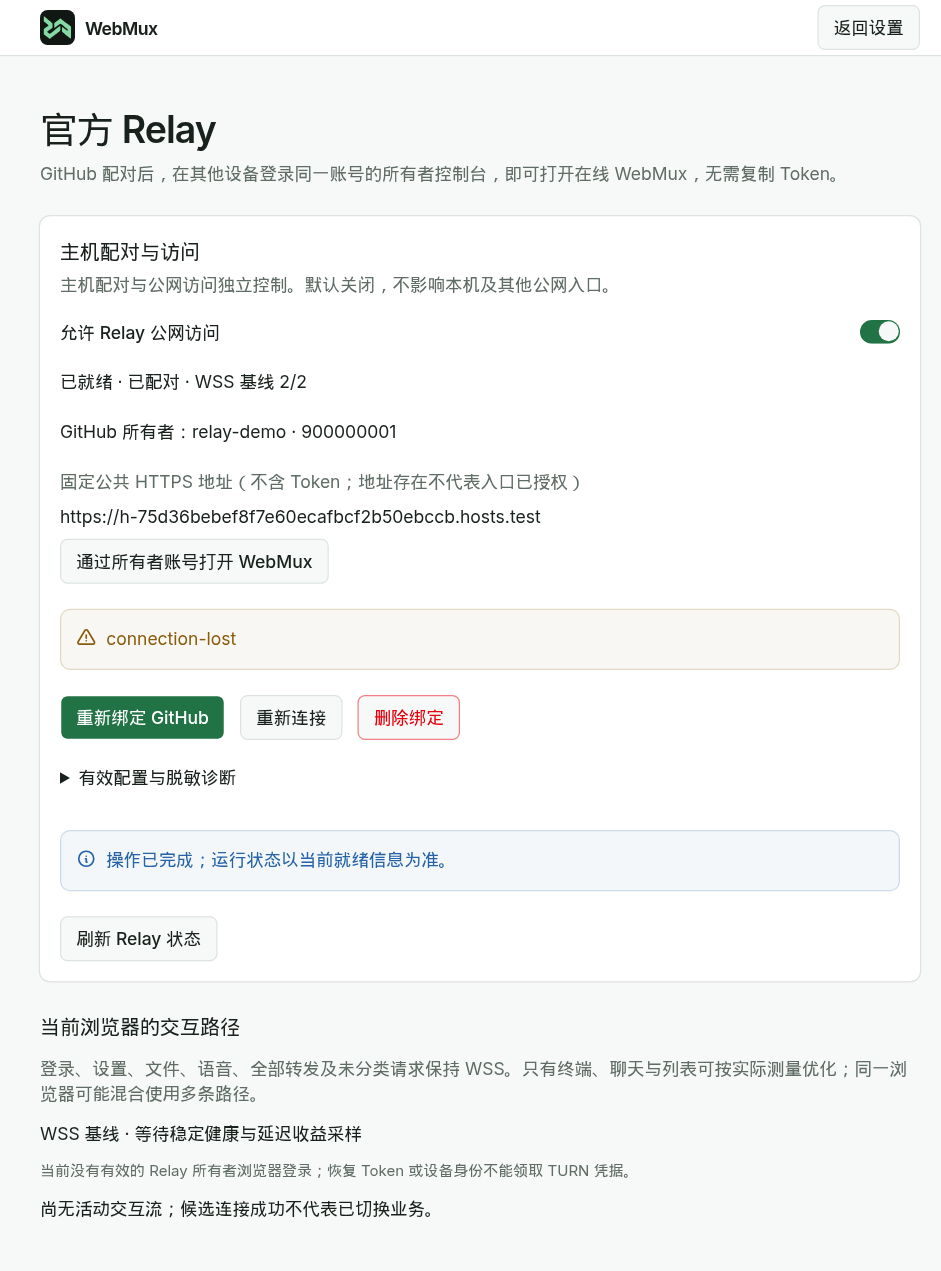 WebMux
返回设置
官方 Relay
GitHub 配对后，在其他设备登录同一账号的所有者控制台，即可打开在线 WebMux，无需复制 Token。
主机配对与访问
主机配对与公网访问独立控制。默认关闭，不影响本机及其他公网入口。
允许 Relay 公网访问
已就绪 · 已配对 · WSS 基线 2/2
GitHub 所有者：relay-demo · 900000001
固定公共 HTTPS 地址（不含 Token；地址存在不代表入口已授权）
https://h-75d36bebef8f7e60ecafbcf2b50ebccb.hosts.test
通过所有者账号打开 WebMux
connection-lost
重新绑定 GitHub
重新连接
删除绑定
有效配置与脱敏诊断
操作已完成；运行状态以当前就绪信息为准。
刷新 Relay 状态
当前浏览器的交互路径
登录、设置、文件、语音、全部转发及未分类请求保持 WSS。只有终端、聊天与列表可按实际测量优化；同一浏
览器可能混合使用多条路径。
WSS 基线 · 等待稳定健康与延迟收益采样
当前没有有效的 Relay 所有者浏览器登录；恢复 Token 或设备身份不能领取 TURN 凭据。
尚无活动交互流；候选连接成功不代表已切换业务。